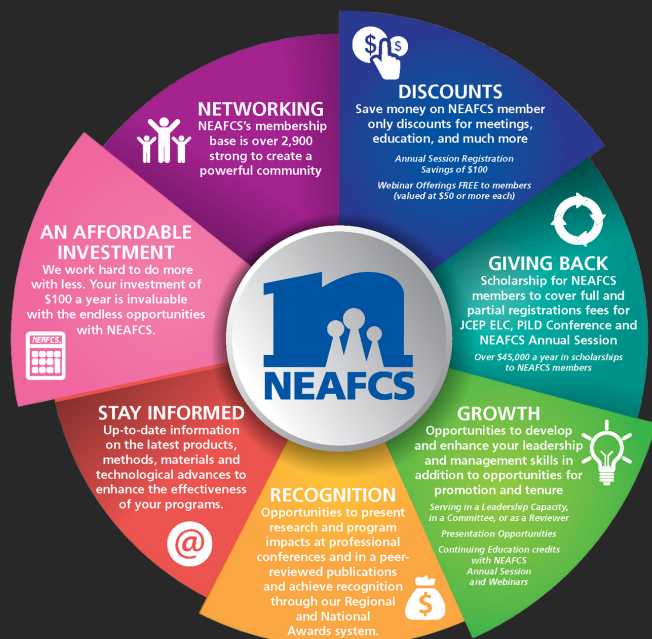 NETWORKING
NEAFCS's membership
base is over 2,900
strong to create a
powerful community
$ $
DISCOUNTS
Save money on NEAFCS member
only discounts for meetings,
education, and much more
Annual Session Registration
Savings of $100
Webinar Offerings FREE to members
(valued at $50 or more each)
GIVING BACK
Scholarship for NEAFCS
members to cover full and
partial registrations fees for
JCEP ELC, PILD Conference and
NEAFCS Annual Session
Over $45,000 a year in scholarships
to NEAFCS members
GROWTH
Opportunities to develop
and enhance your leadership
and management skills in
addition to opportunities for
promotion and tenure
Serving in a Leadership Capacity,
in a Committee, or as a Reviewer
Presentation Opportunities
Continuing Education credits
with NEAFCS
Annual Session
and Webinars
RECOGNITION
Opportunities to present
research and program
impacts at professional
conferences and in a peer-
reviewed publications
and achieve recognition
through our Regional
and National
Awards system.
$
STAY INFORMED
Up-to-date information
on the latest products,
methods, materials and
technological advances to
enhance the effectiveness
of your programs.
@
AN AFFORDABLE
INVESTMENT
We work hard to do more
with less. Your investment of
$100 a year is invaluable
with the endless opportunities
with NEAFCS.
NEAFCS
n
NEAFCS